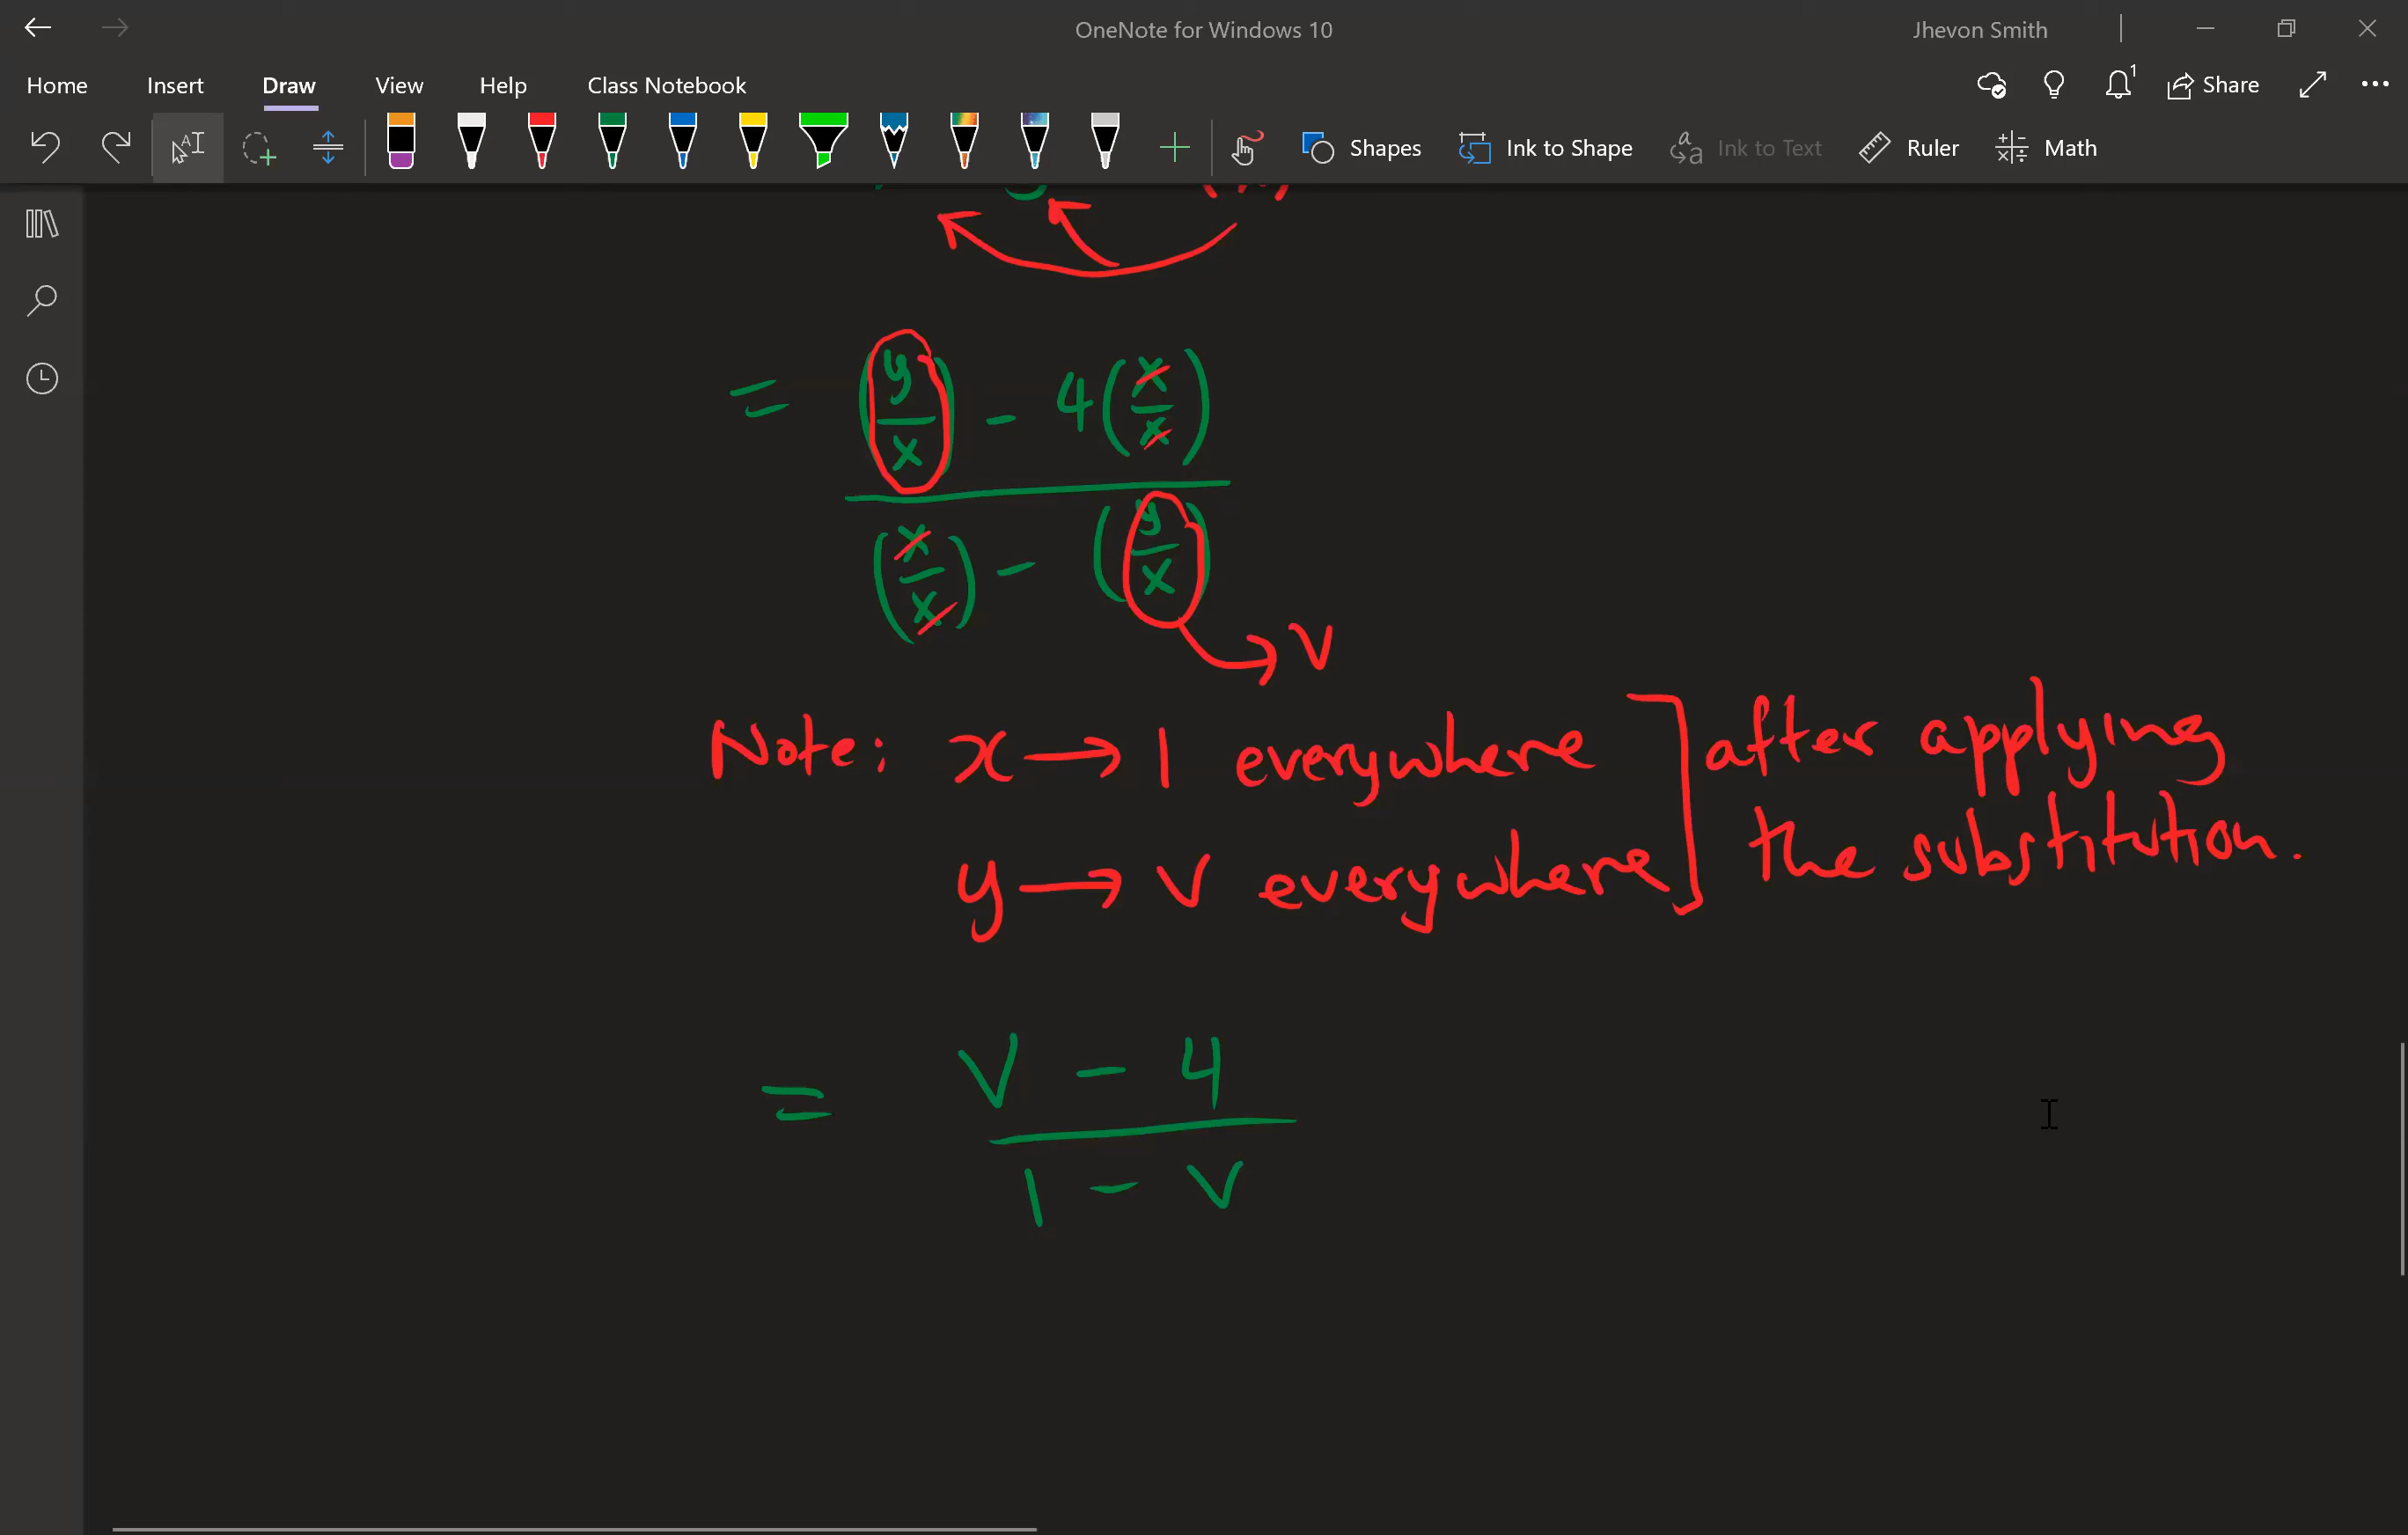 OneNote for Windows 10
Jhevon Smith
Home Insert Draw View Help Class Notebook
1
Share
Shapes Ink to Shape Ink to Text Ruler Math
= (y/x) - 4(x/x)
(x/x) - (y/x)
→ V
Note: x → 1 everywhere ] after applying
y → V everywhere ] the substitution.
= V - 4
1 - V